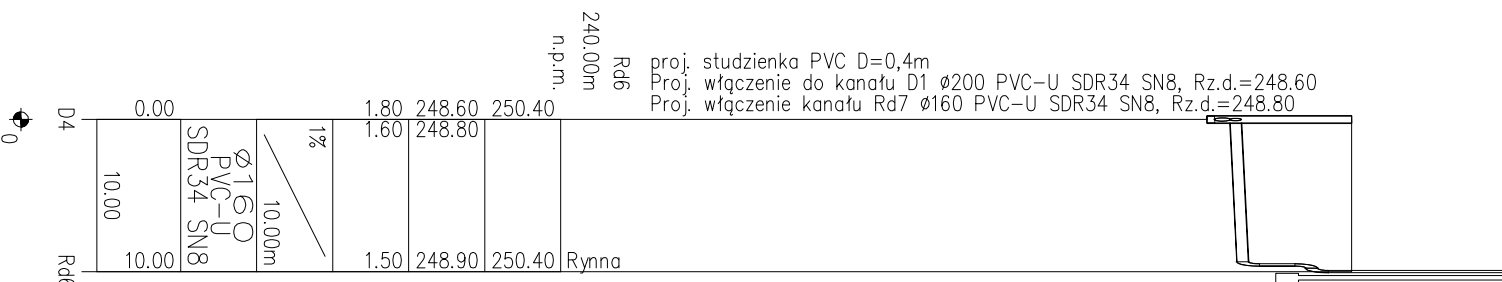 240.00m
n.p.m.
Rd6
proj. studzienka PVC D=0,4m
Proj. włączenie do kanału D1 ø200 PVC-U SDR34 SN8, Rz.d.=248.60
Proj. włączenie kanału Rd7 ø160 PVC-U SDR34 SN8, Rz.d.=248.80
0
D4
0.00 1.80 248.60 250.40
1.60 248.80
1%
10.00
Ø160
PVC-U
SDR34 SN8
10.00m
Rd6
10.00 1.50 248.90 250.40 Rynna